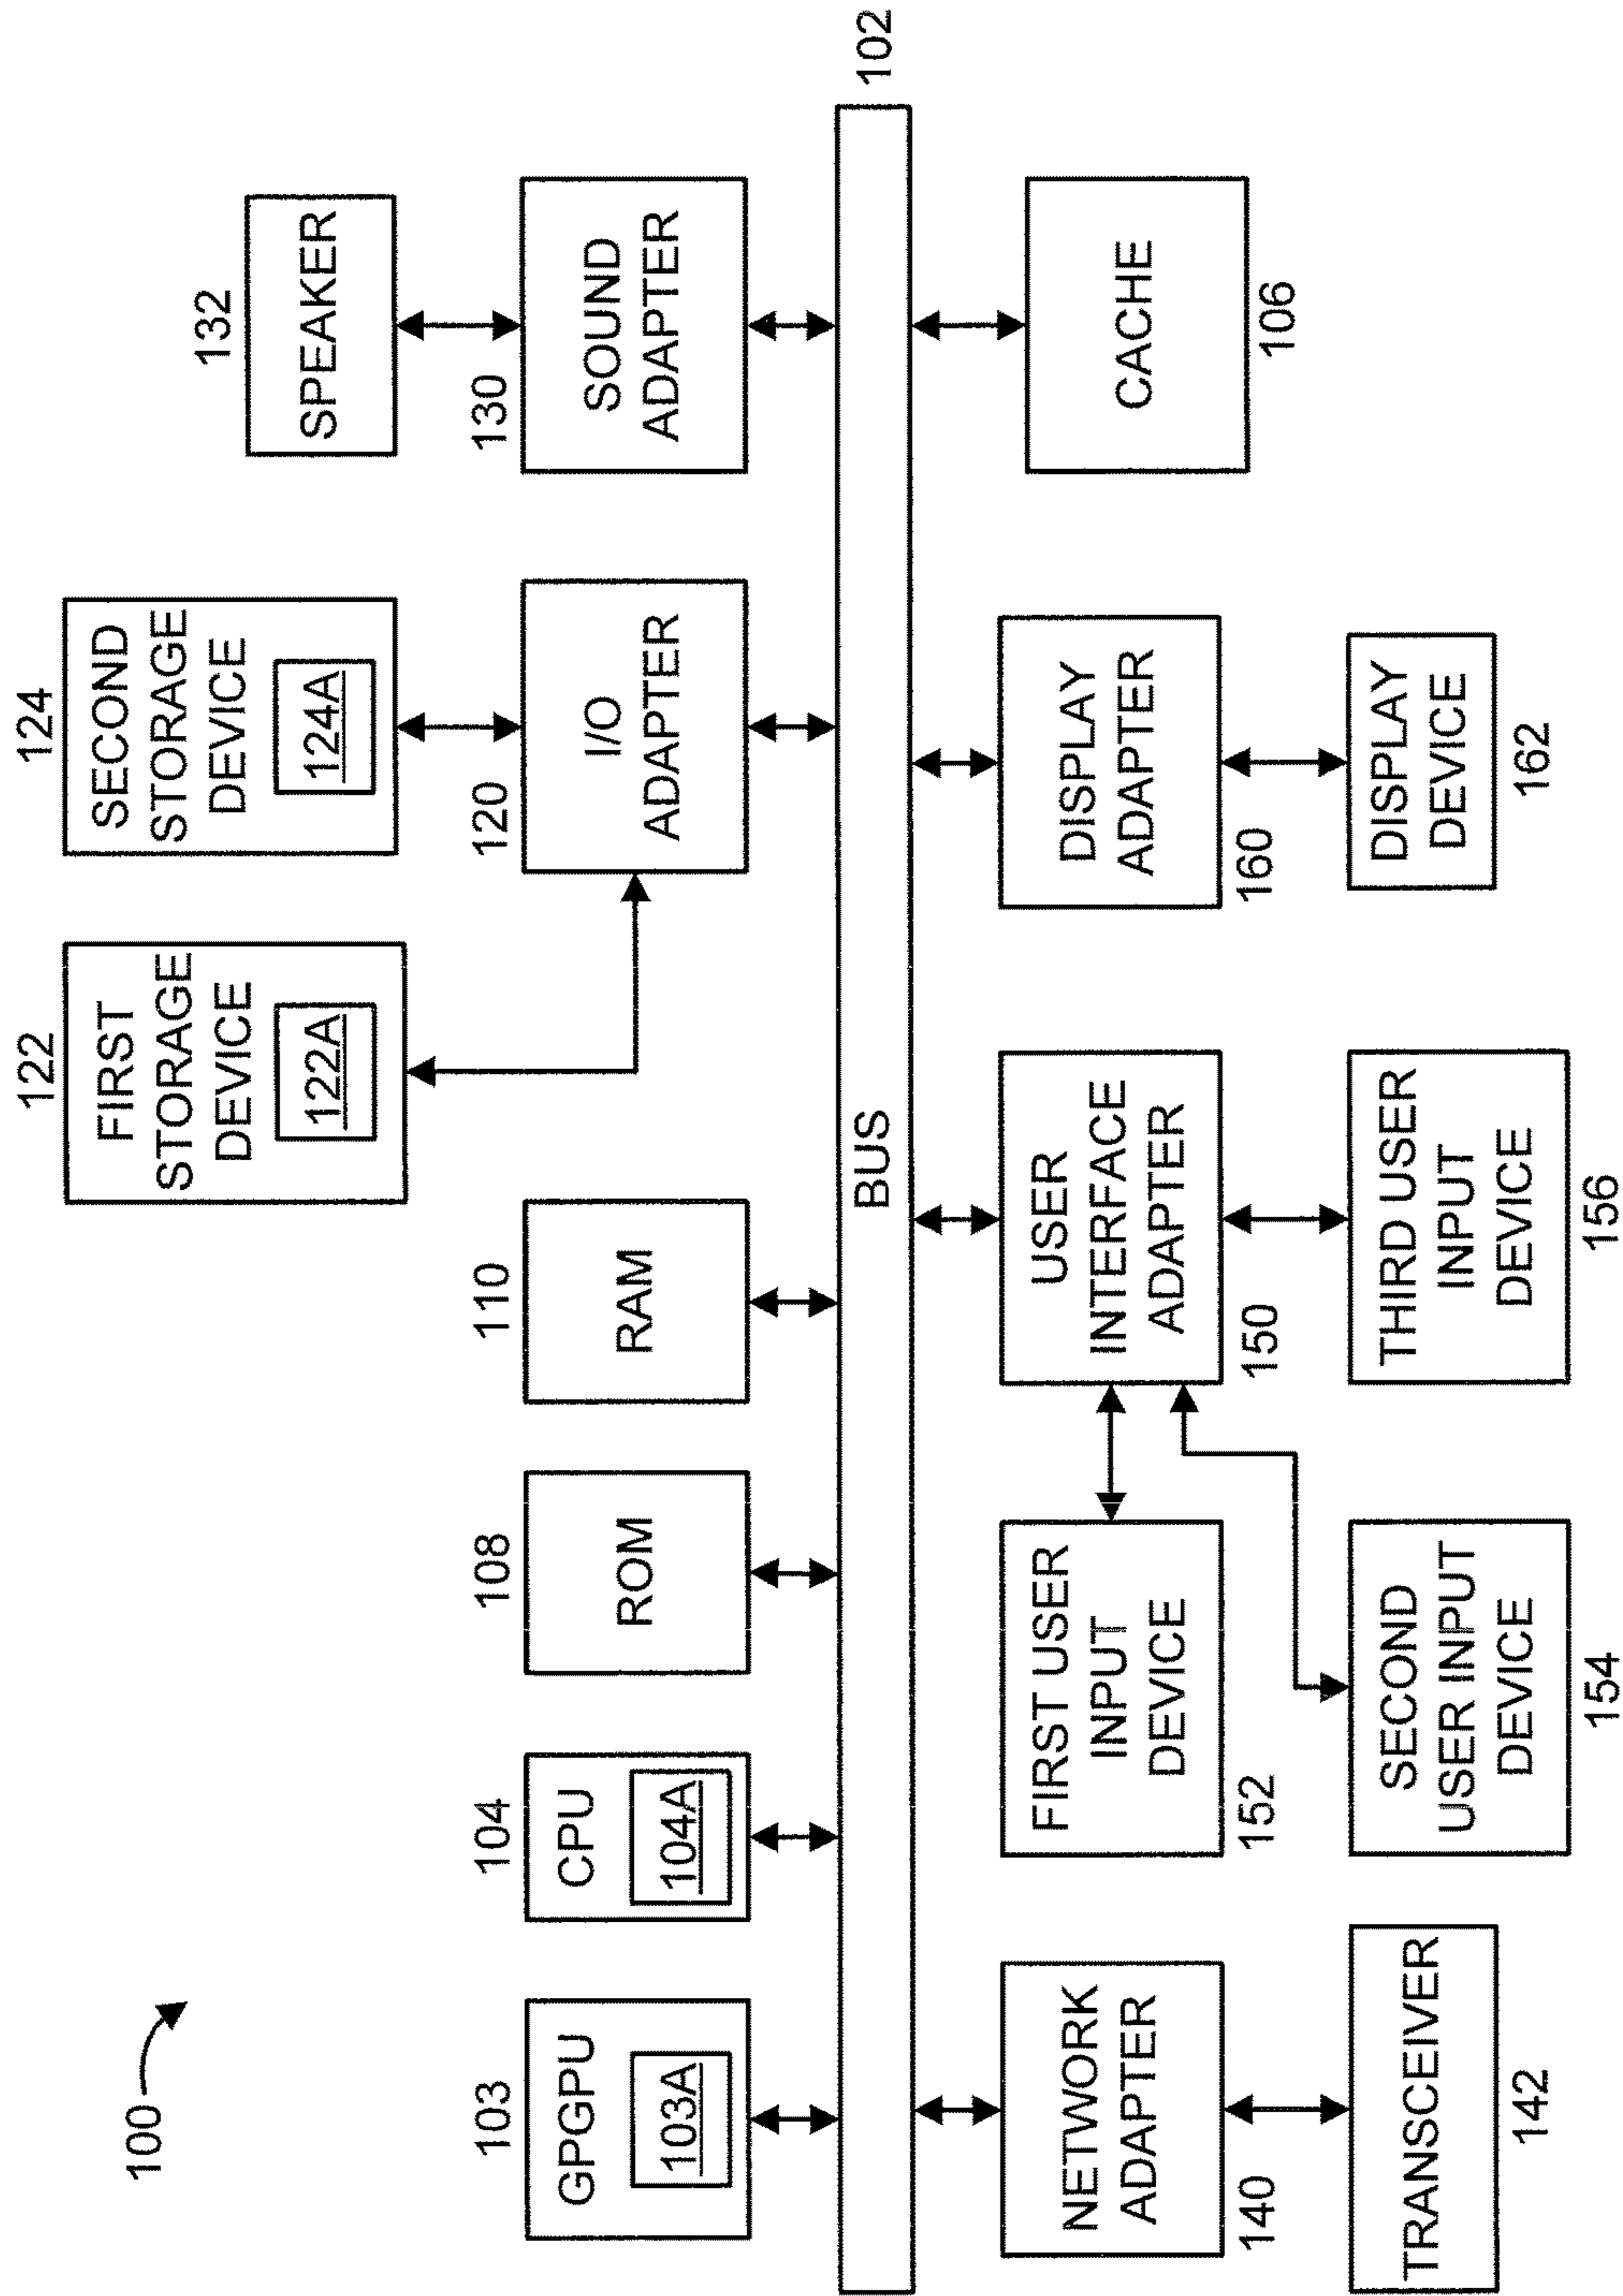 100
122
FIRST
STORAGE
DEVICE
122A
124
SECOND
STORAGE
DEVICE
124A
132
SPEAKER
103
GPGPU
103A
104
CPU
104A
108
ROM
110
RAM
120
I/O
ADAPTER
130
SOUND
ADAPTER
BUS
102
NETWORK
ADAPTER
140
FIRST USER
INPUT
DEVICE
152
USER
INTERFACE
ADAPTER
150
DISPLAY
ADAPTER
160
CACHE
106
TRANSCEIVER
142
SECOND
USER INPUT
DEVICE
154
THIRD USER
INPUT
DEVICE
156
DISPLAY
DEVICE
162